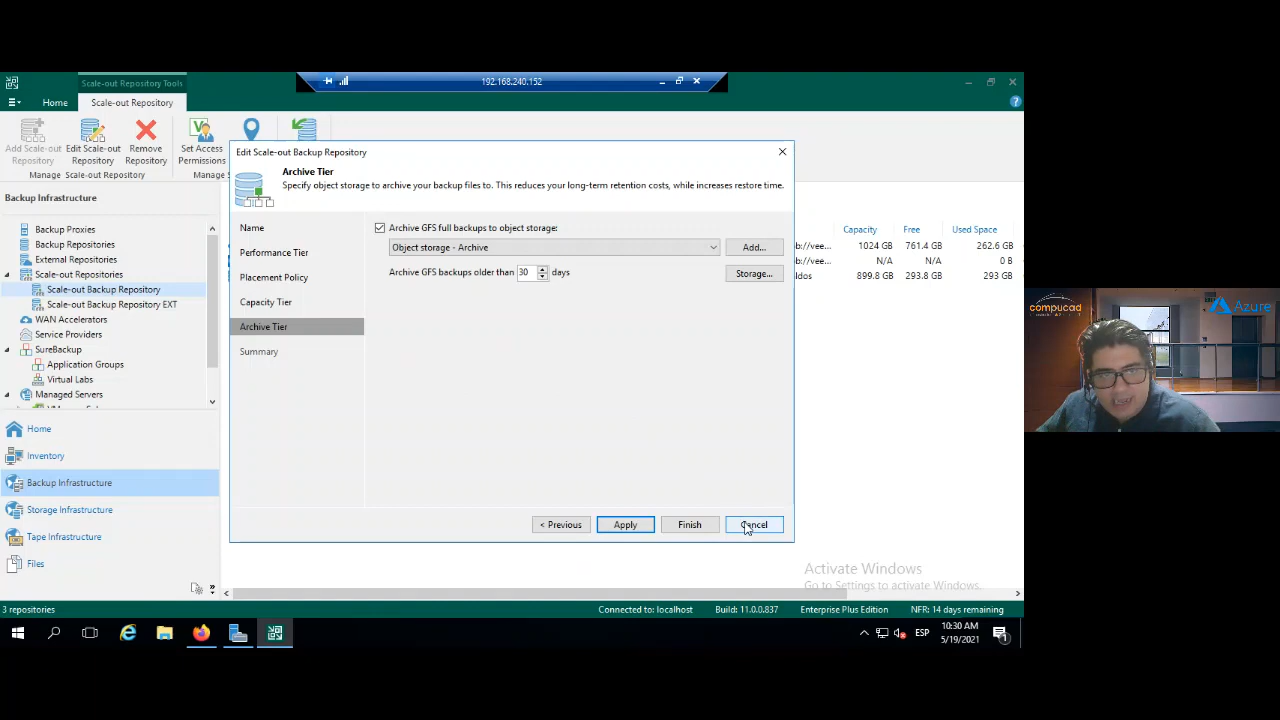 192.168.240.152
Scale-out Repository Tools
Home
Scale-out Repository
Add Scale-out
Repository
Edit Scale-out
Repository
Remove
Repository
Set Access
Permissions
Manage Scale-out Repository
Manage S
Edit Scale-out Backup Repository
Archive Tier
Specify object storage to archive your backup files to. This reduces your long-term retention costs, while increases restore time.
Name
Performance Tier
Placement Policy
Capacity Tier
Archive Tier
Summary
Archive GFS full backups to object storage:
Object storage - Archive
Add...
Archive GFS backups older than 30 days
Storage...
< Previous
Apply
Finish
Cancel
Backup Infrastructure
Backup Proxies
Backup Repositories
External Repositories
Scale-out Repositories
Scale-out Backup Repository
Scale-out Backup Repository EXT
WAN Accelerators
Service Providers
SureBackup
Application Groups
Virtual Labs
Managed Servers
Home
Inventory
Backup Infrastructure
Storage Infrastructure
Tape Infrastructure
Files
Capacity Free Used Space
b://vee... 1024 GB 761.4 GB 262.6 GB
b://vee... N/A N/A 0 B
ldos 899.8 GB 293.8 GB 293 GB
compucad
Azure
Activate Windows
Go to Settings to activate Windows.
3 repositories
Connected to: localhost
Build: 11.0.0.837
Enterprise Plus Edition
NFR: 14 days remaining
ESP
10:30 AM
5/19/2021
1